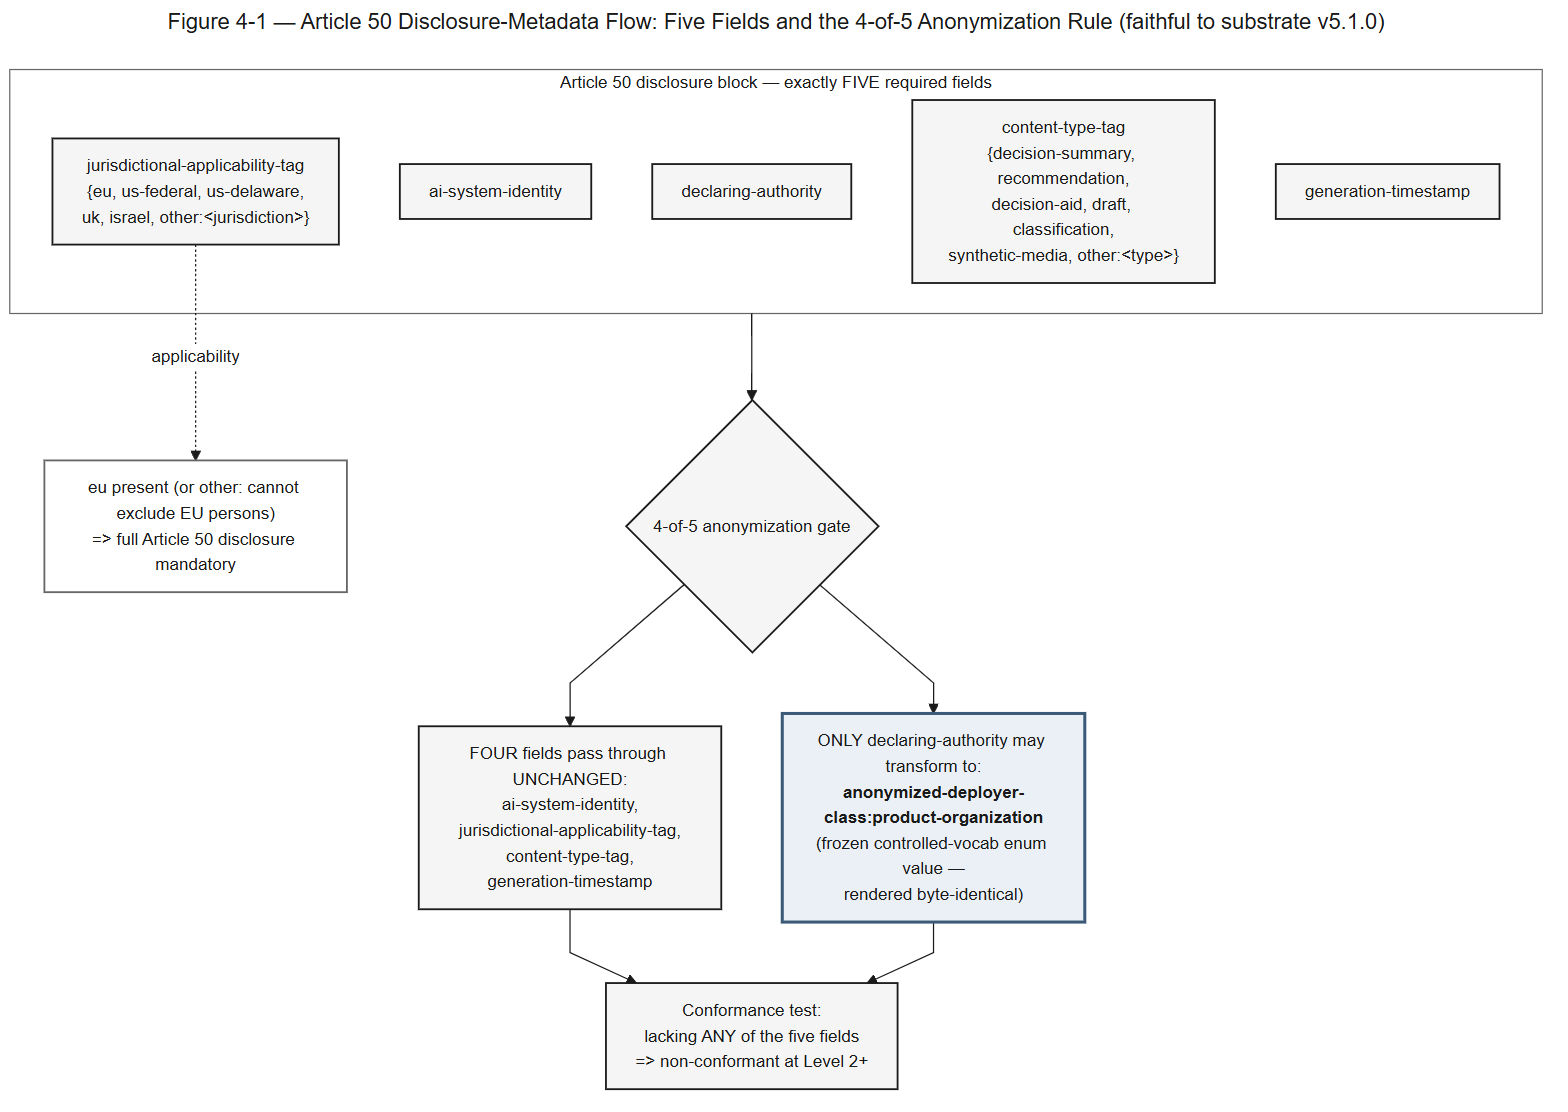 Figure 4-1 — Article 50 Disclosure-Metadata Flow: Five Fields and the 4-of-5 Anonymization Rule (faithful to substrate v5.1.0)
Article 50 disclosure block — exactly FIVE required fields
jurisdictional-applicability-tag
{eu, us-federal, us-delaware,
uk, israel, other:<jurisdiction>}
ai-system-identity
declaring-authority
content-type-tag
{decision-summary,
recommendation,
decision-aid, draft,
classification,
synthetic-media, other:<type>}
generation-timestamp
applicability
eu present (or other: cannot
exclude EU persons)
=> full Article 50 disclosure
mandatory
4-of-5 anonymization gate
FOUR fields pass through
UNCHANGED:
ai-system-identity,
jurisdictional-applicability-tag,
content-type-tag,
generation-timestamp
ONLY declaring-authority may
transform to:
anonymized-deployer-
class:product-organization
(frozen controlled-vocab enum
value —
rendered byte-identical)
Conformance test:
lacking ANY of the five fields
=> non-conformant at Level 2+